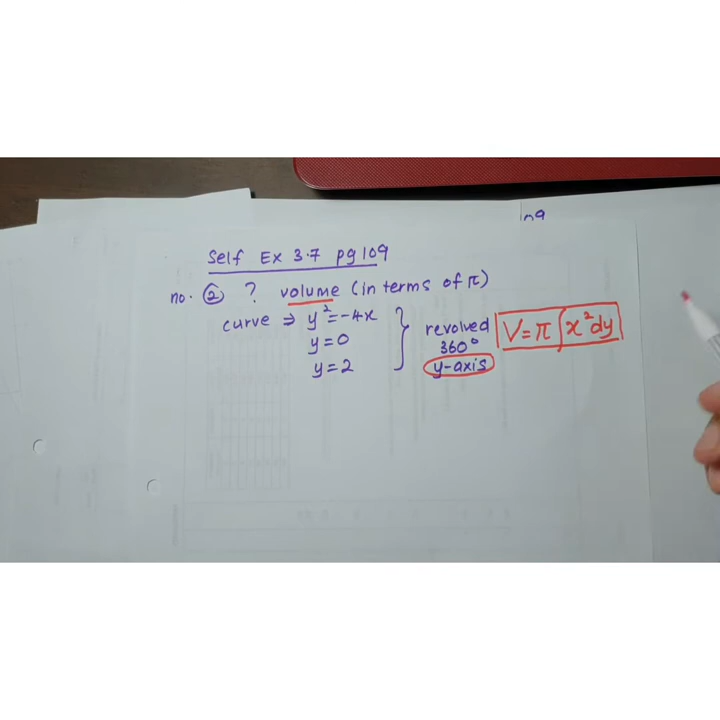 Self Ex 3.7 pg 109
no. ② ? volume (in terms of π)
curve ⇒ y² = -4x
y = 0
y = 2
} revolved
360°
y-axis
V = π ∫ x² dy